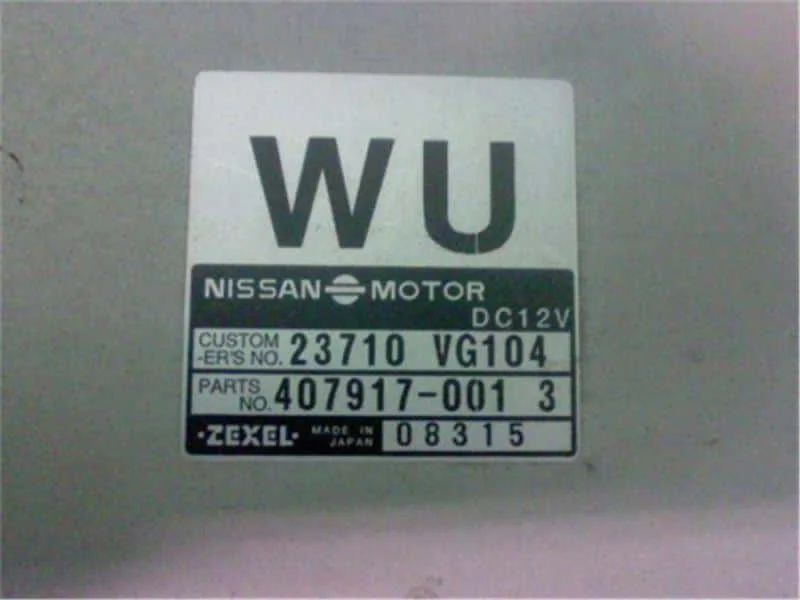 WU
NISSAN MOTOR
DC12V
CUSTOM
-ER'S NO. 23710 VG104
PARTS
NO. 407917-001 3
·ZEXEL· MADE IN
JAPAN 08315